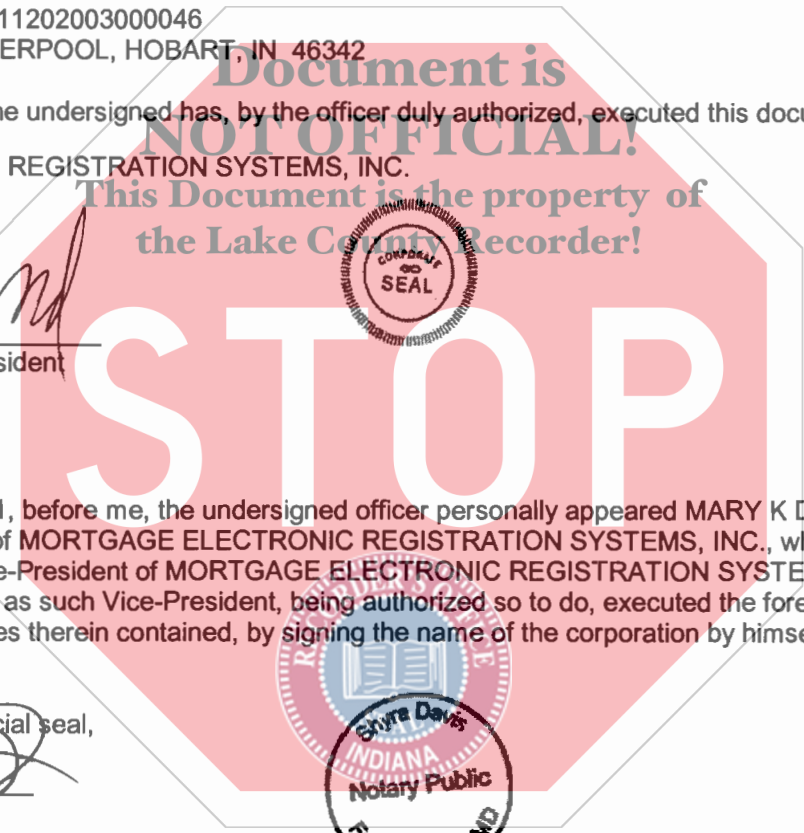 11202003000046
ERPOOL, HOBART, IN 46342
Document is
ne undersigned has, by the officer duly authorized, executed this docu
NOT OFFICIAL!
REGISTRATION SYSTEMS, INC.
This Document is the property of
the Lake County Recorder!
CORPORATE
SEAL
sident
STOP
, before me, the undersigned officer personally appeared MARY K D
of MORTGAGE ELECTRONIC REGISTRATION SYSTEMS, INC., wh
e-President of MORTGAGE ELECTRONIC REGISTRATION SYSTE
as such Vice-President, being authorized so to do, executed the fore
es therein contained, by signing the name of the corporation by himse
RECORDER'S OFFICE
SEAL
INDIANA
cial seal,
Shyra Davis
Notary Public